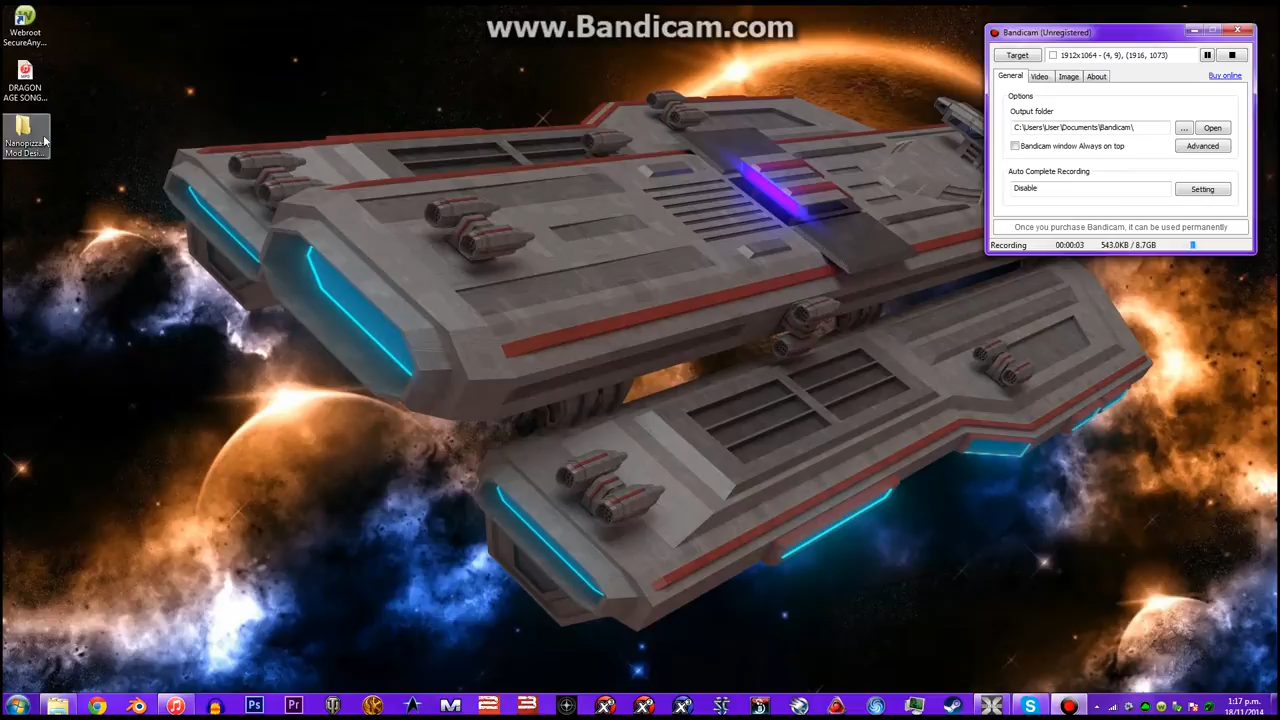 www.Bandicam.com
Webroot
SecureAny...
DRAGON
AGE SONG...
Nanopizza
Mod Desi...
Bandicam (Unregistered)
Target
1912x1064 - (4, 9), (1916, 1073)
General
Video
Image
About
Buy online
Options
Output folder
C:\Users\User\Documents\Bandicam\
...
Open
Bandicam window Always on top
Advanced
Auto Complete Recording
Disable
Setting
Once you purchase Bandicam, it can be used permanently
Recording
00:00:03
543.0KB / 8.7GB
Ps
Pr
1:17 p.m.
18/11/2014